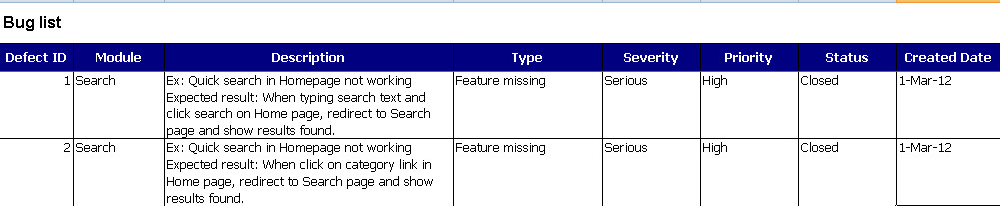 Bug list
Defect ID Module Description Type Severity Priority Status Created Date
1 Search Ex: Quick search in Homepage not working Feature missing Serious High Closed 1-Mar-12
Expected result: When typing search text and
click search on Home page, redirect to Search
page and show results found.
2 Search Ex: Quick search in Homepage not working Feature missing Serious High Closed 1-Mar-12
Expected result: When click on category link in
Home page, redirect to Search page and show
results found.